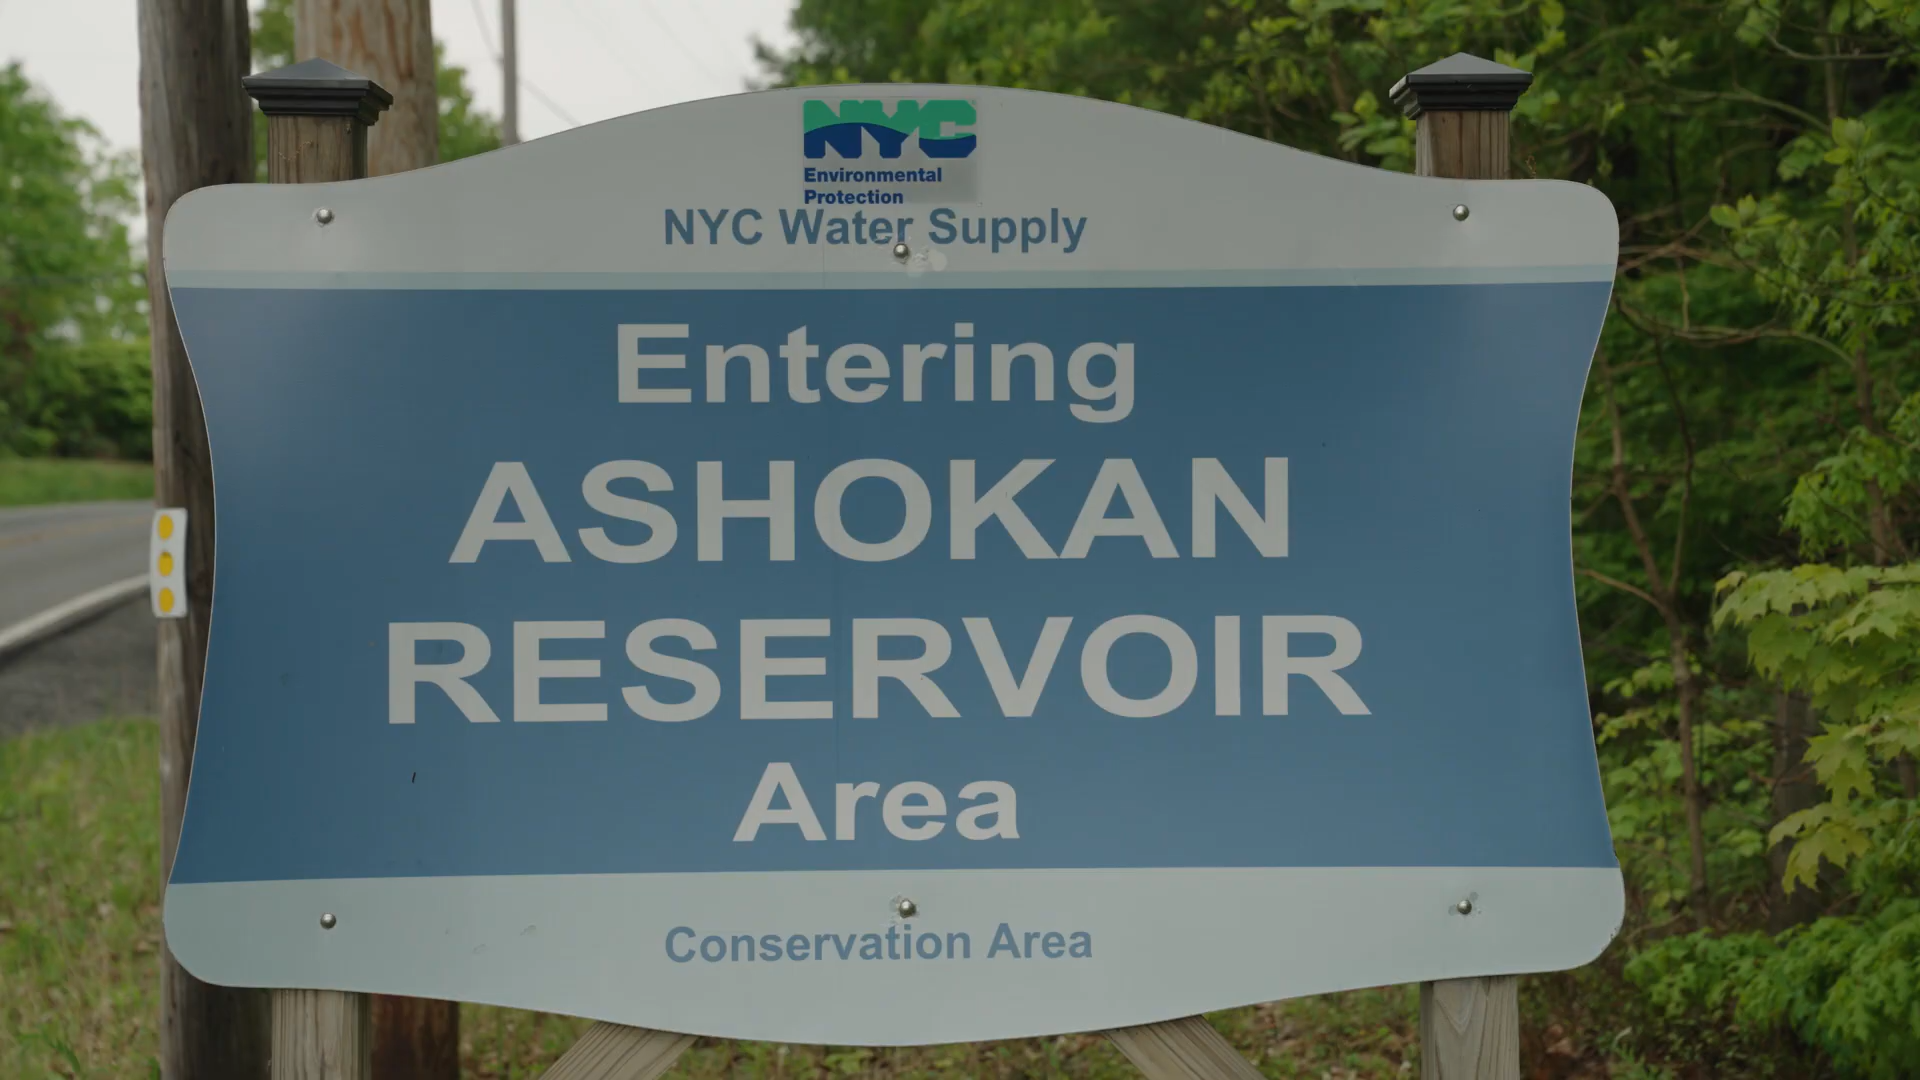 NYC
Environmental
Protection
NYC Water Supply
Entering
ASHOKAN
RESERVOIR
Area
Conservation Area